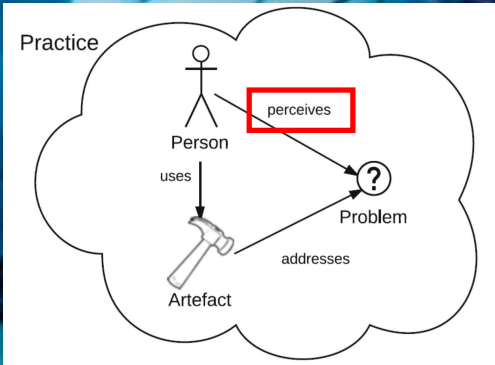 Practice
perceives
Person
uses
?
Problem
addresses
Artefact